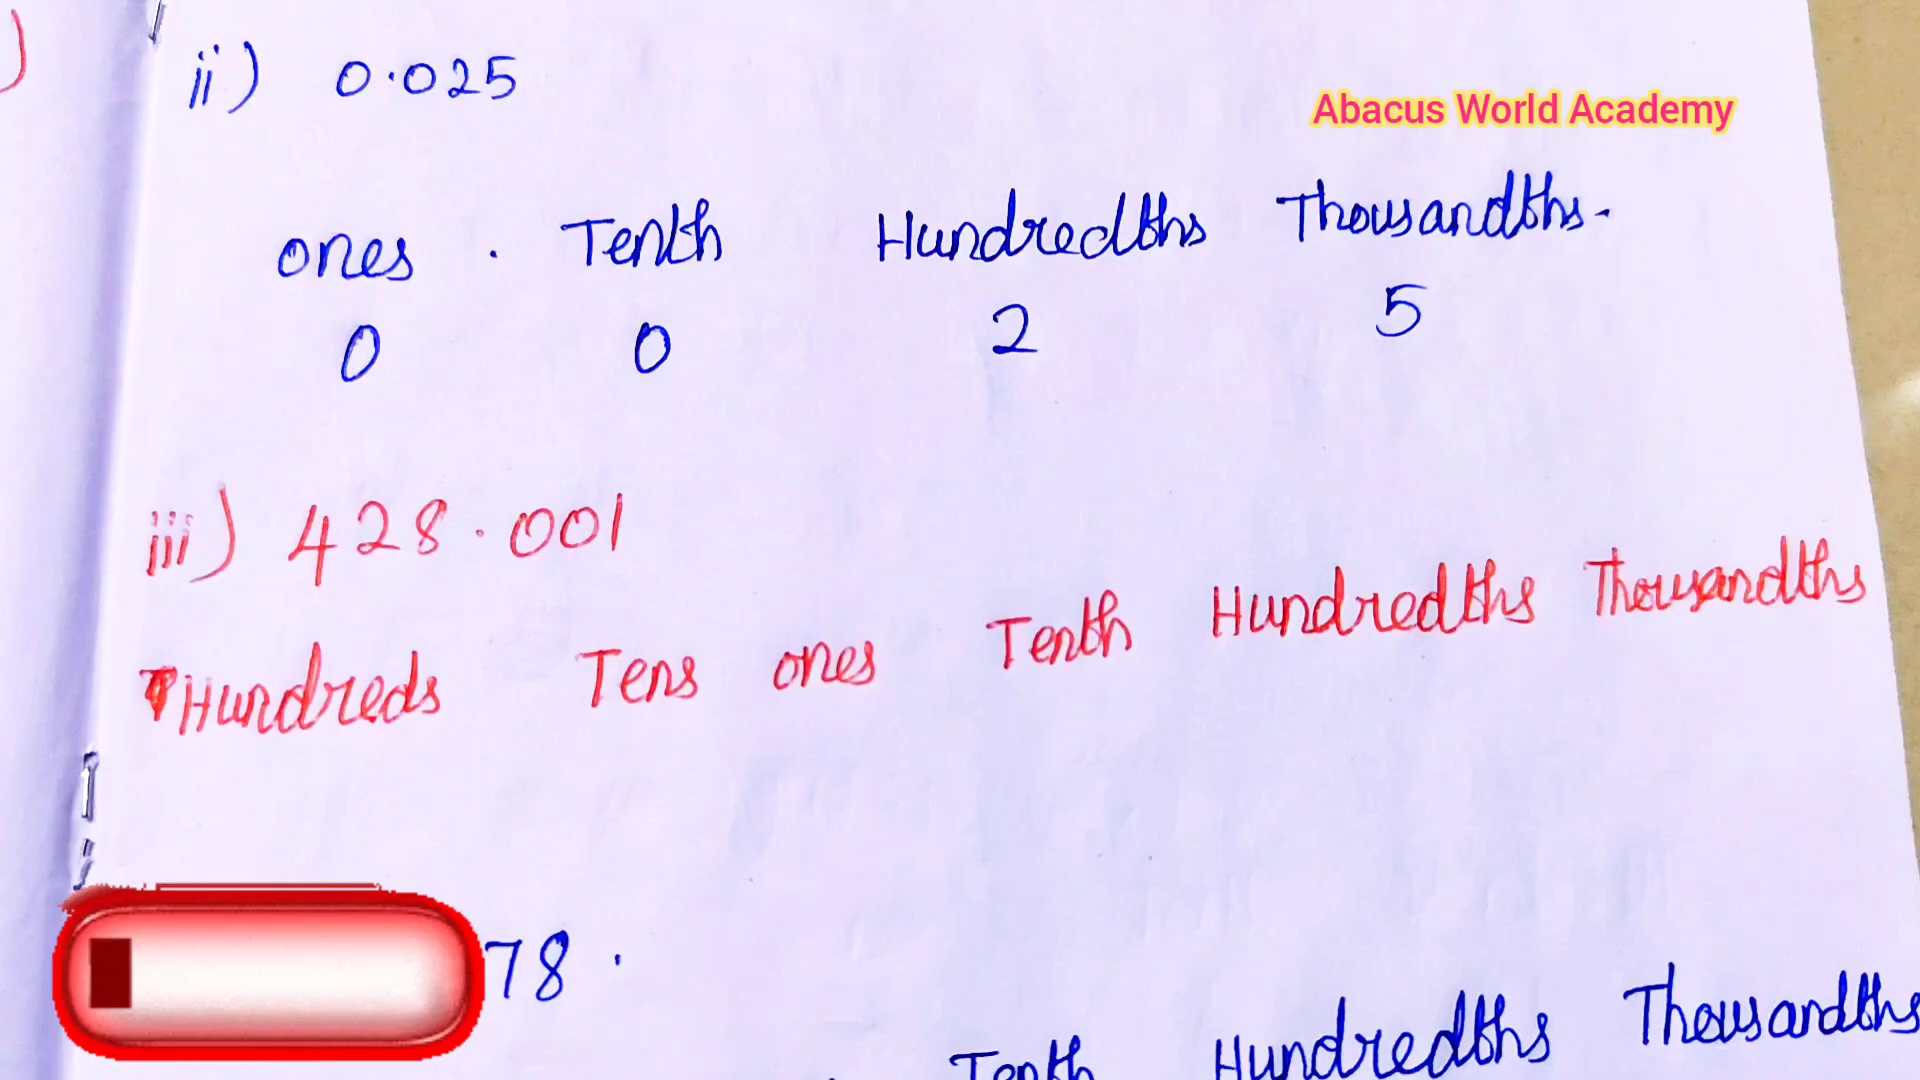 ii) 0.025
Abacus World Academy
ones . Tenth Hundredths Thousandths.
0 0 2 5
iii) 428.001
Hundreds Tens ones Tenth Hundredths Thousandths
78.
Tenth Hundredths Thousandths